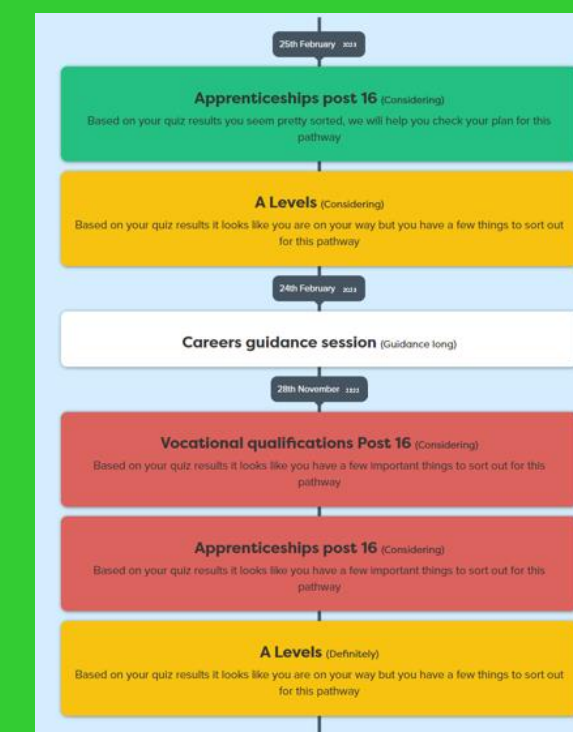 25th February
Apprenticeships post 16 (Considering)
Based on your quiz results you seem pretty sorted, we will help you check your plan for this
pathway
A Levels (Considering)
Based on your quiz results it looks like you are on your way but you have a few things to sort out
for this pathway
24th February
Careers guidance session (Guidance long)
28th November
Vocational qualifications Post 16 (Considering)
Based on your quiz results it looks like you have a few important things to sort out for this
pathway
Apprenticeships post 16 (Considering)
Based on your quiz results it looks like you have a few important things to sort out for this
pathway
A Levels (Definitely)
Based on your quiz results it looks like you are on your way but you have a few things to sort out
for this pathway